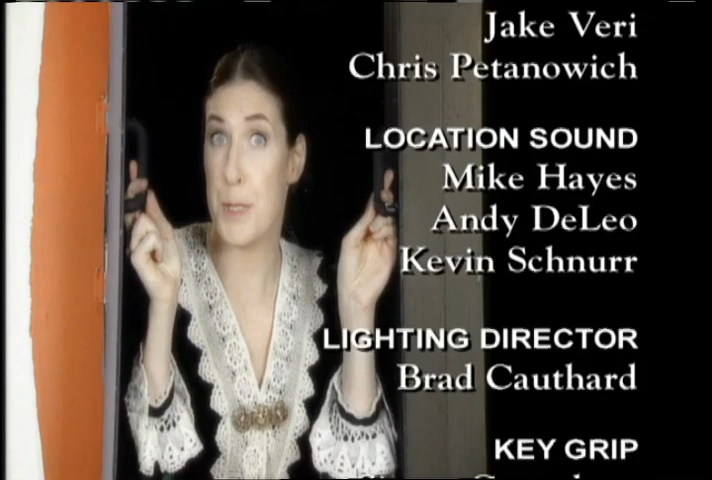 Jake Veri
Chris Petanowich
LOCATION SOUND
Mike Hayes
Andy DeLeo
Kevin Schnurr
LIGHTING DIRECTOR
Brad Cauthard
KEY GRIP